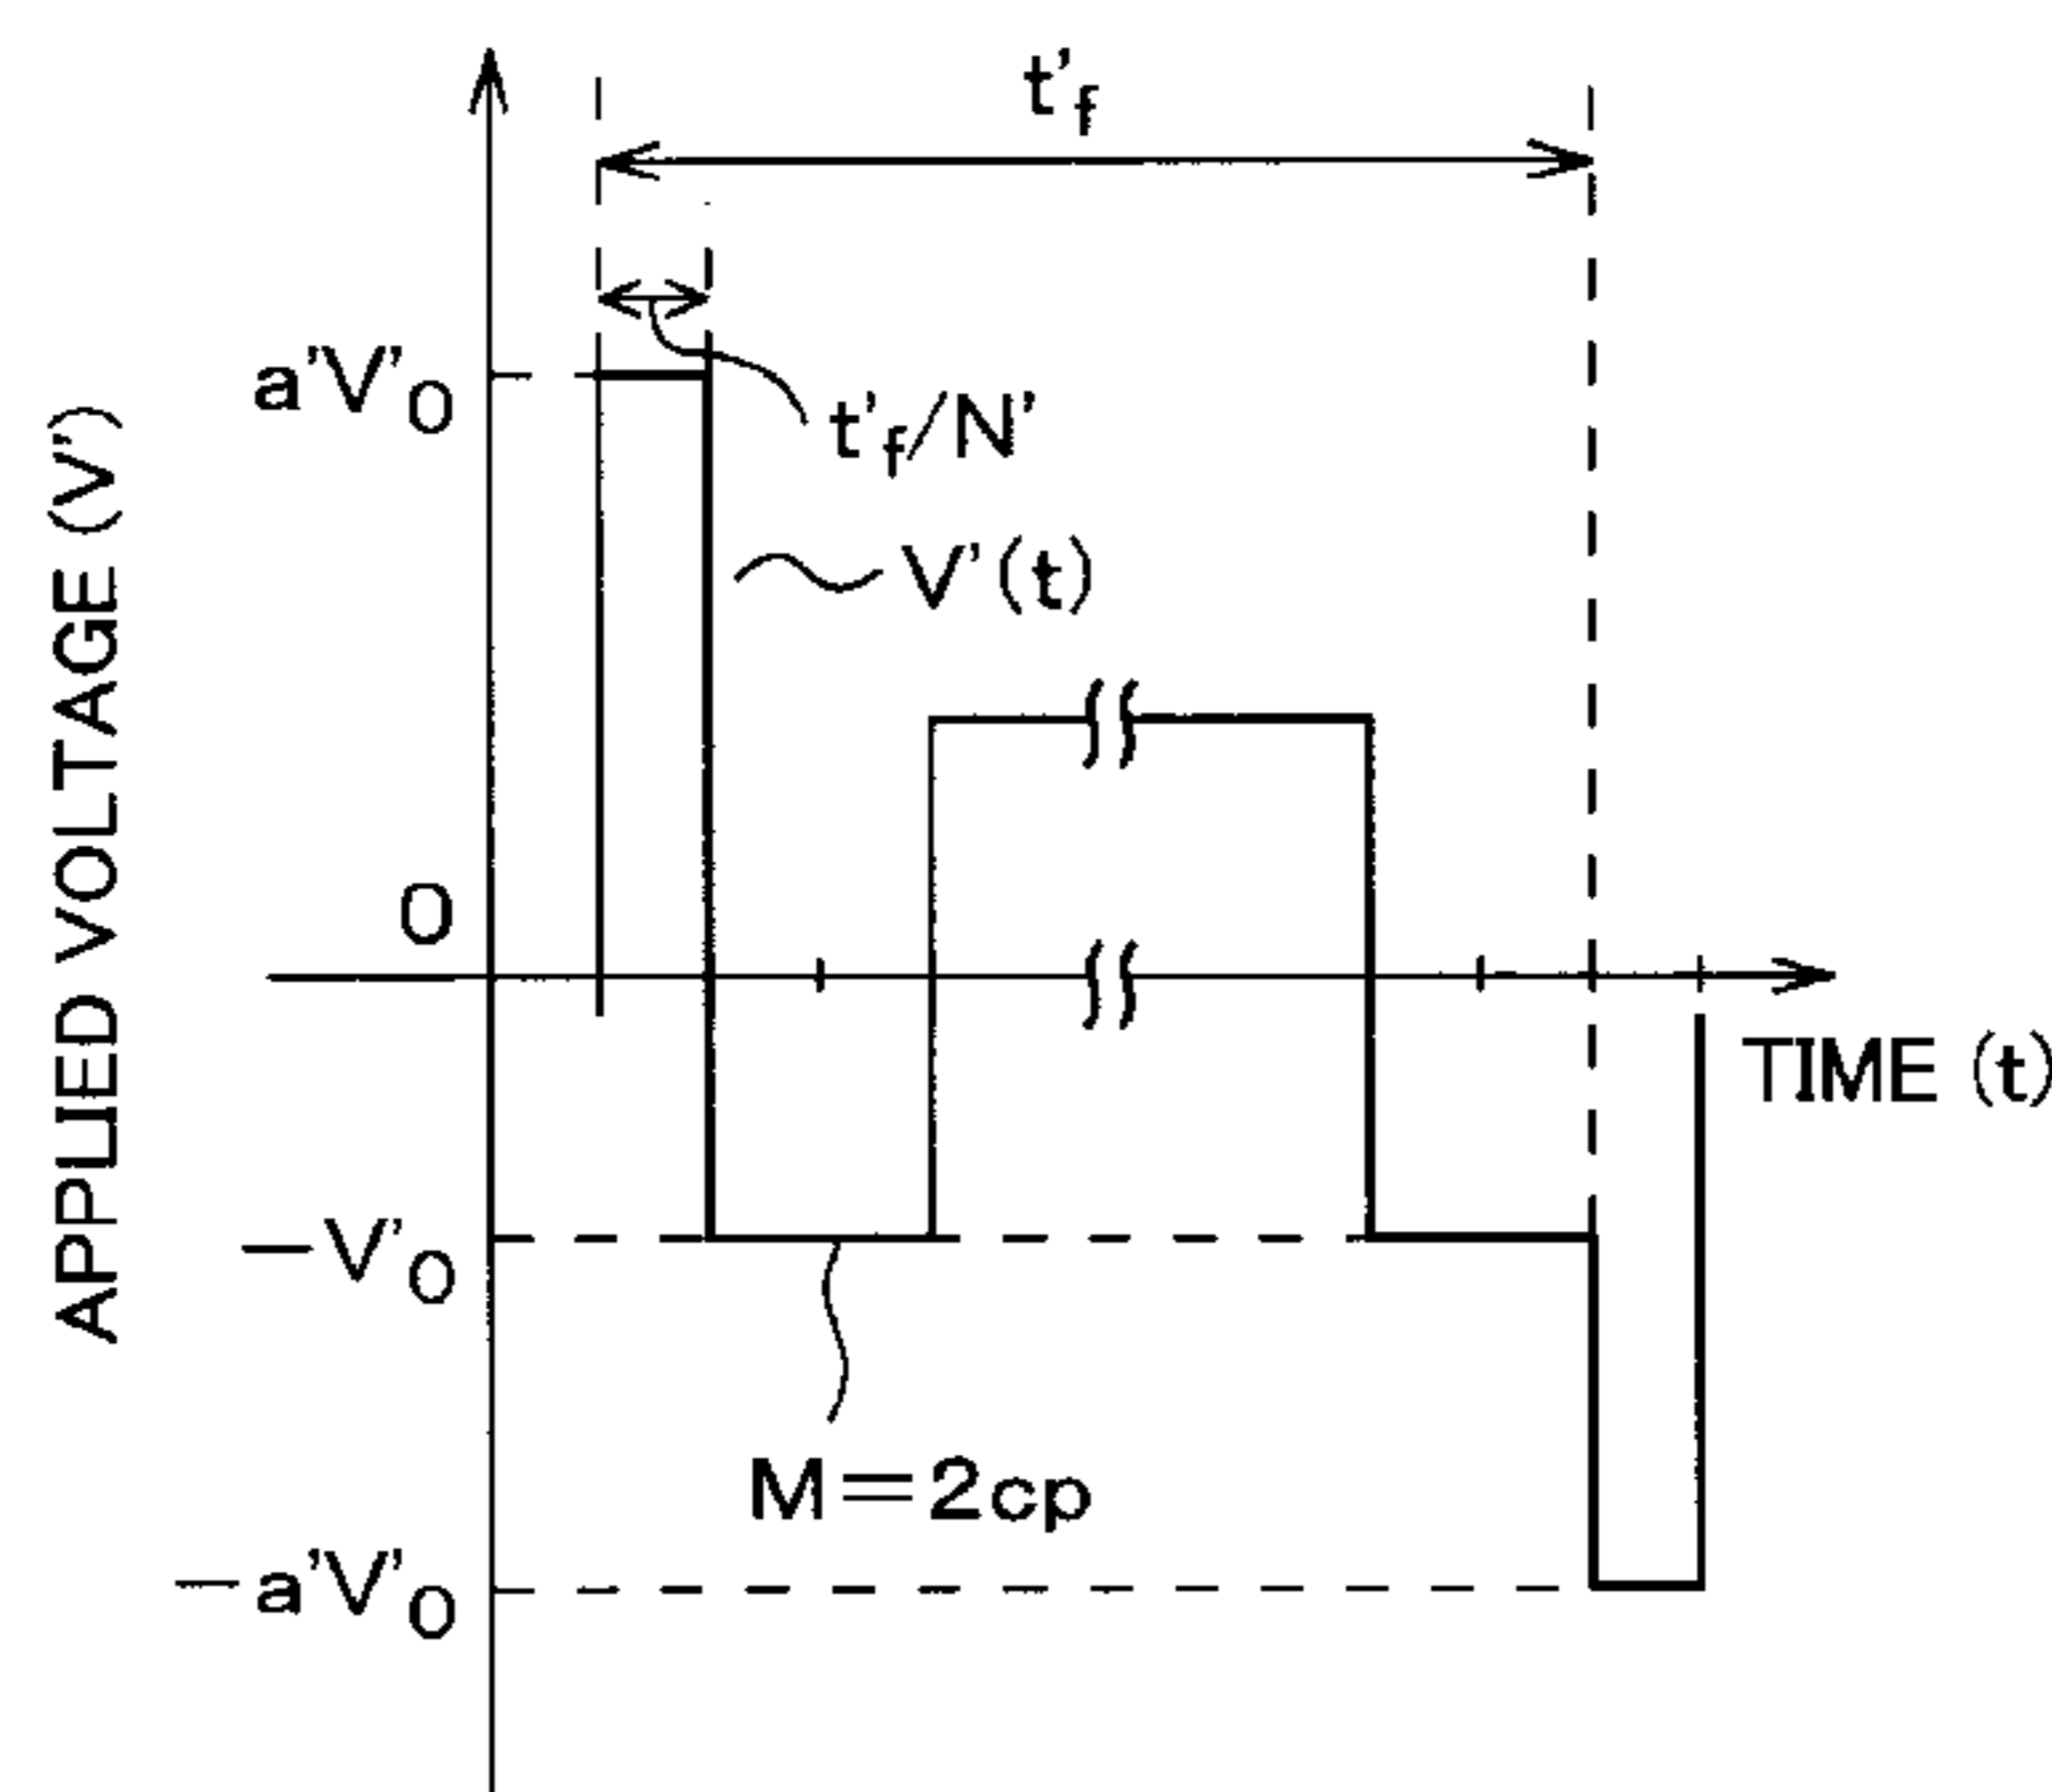 t'f
a'V'0
t'f/N'
V'(t)
APPLIED VOLTAGE (V')
0
TIME (t)
−V'0
M=2cp
−a'V'0